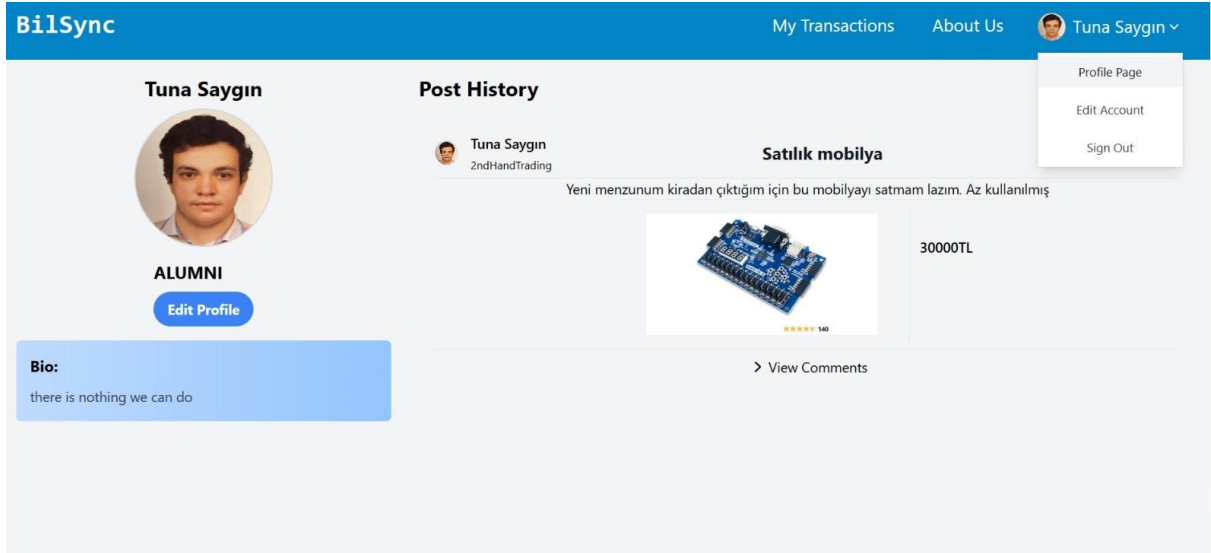 BilSync
My Transactions
About Us
Tuna Saygın
Profile Page
Edit Account
Sign Out
Tuna Saygın
ALUMNI
Edit Profile
Bio:
there is nothing we can do
Post History
Tuna Saygın
2ndHandTrading
Satılık mobilya
Yeni menzunum kiradan çıktığım için bu mobilyayı satmam lazım. Az kullanılmış
30000TL
140
View Comments